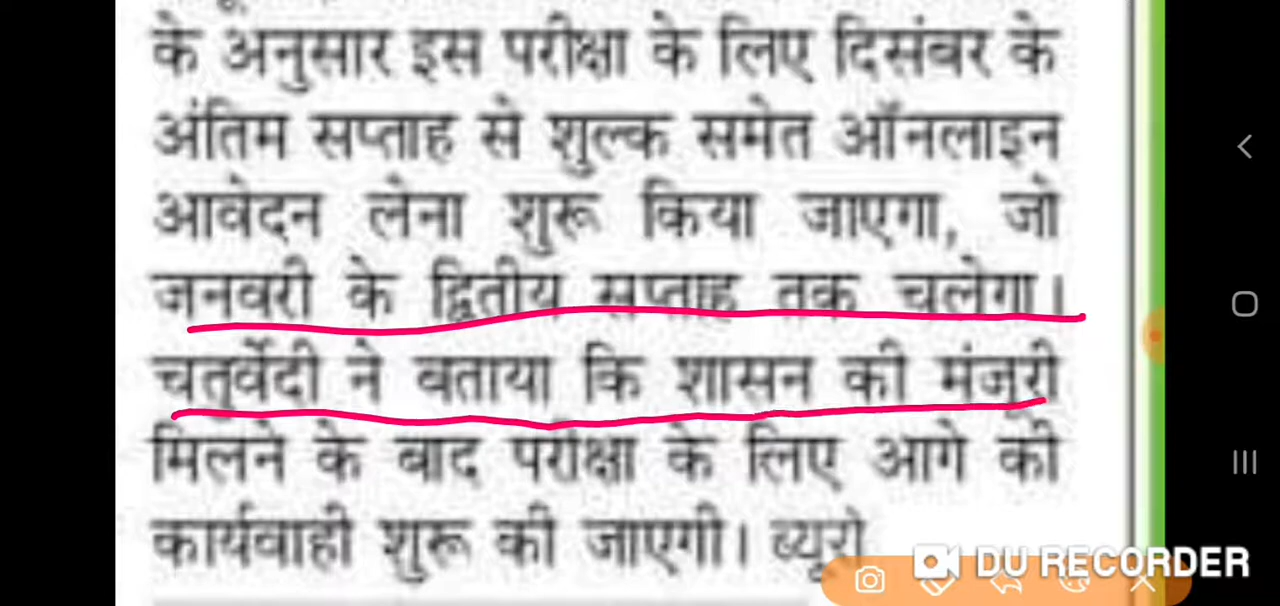 के अनुसार इस परीक्षा के लिए दिसंबर के
अंतिम सप्ताह से शुल्क समेत ऑनलाइन
आवेदन लेना शुरू किया जाएगा, जो
जनवरी के द्वितीय सप्ताह तक चलेगा।
चतुर्वेदी ने बताया कि शासन की मंजूरी
मिलने के बाद परीक्षा के लिए आगे की
कार्यवाही शुरू की जाएगी। ब्यूरो
DU RECORDER